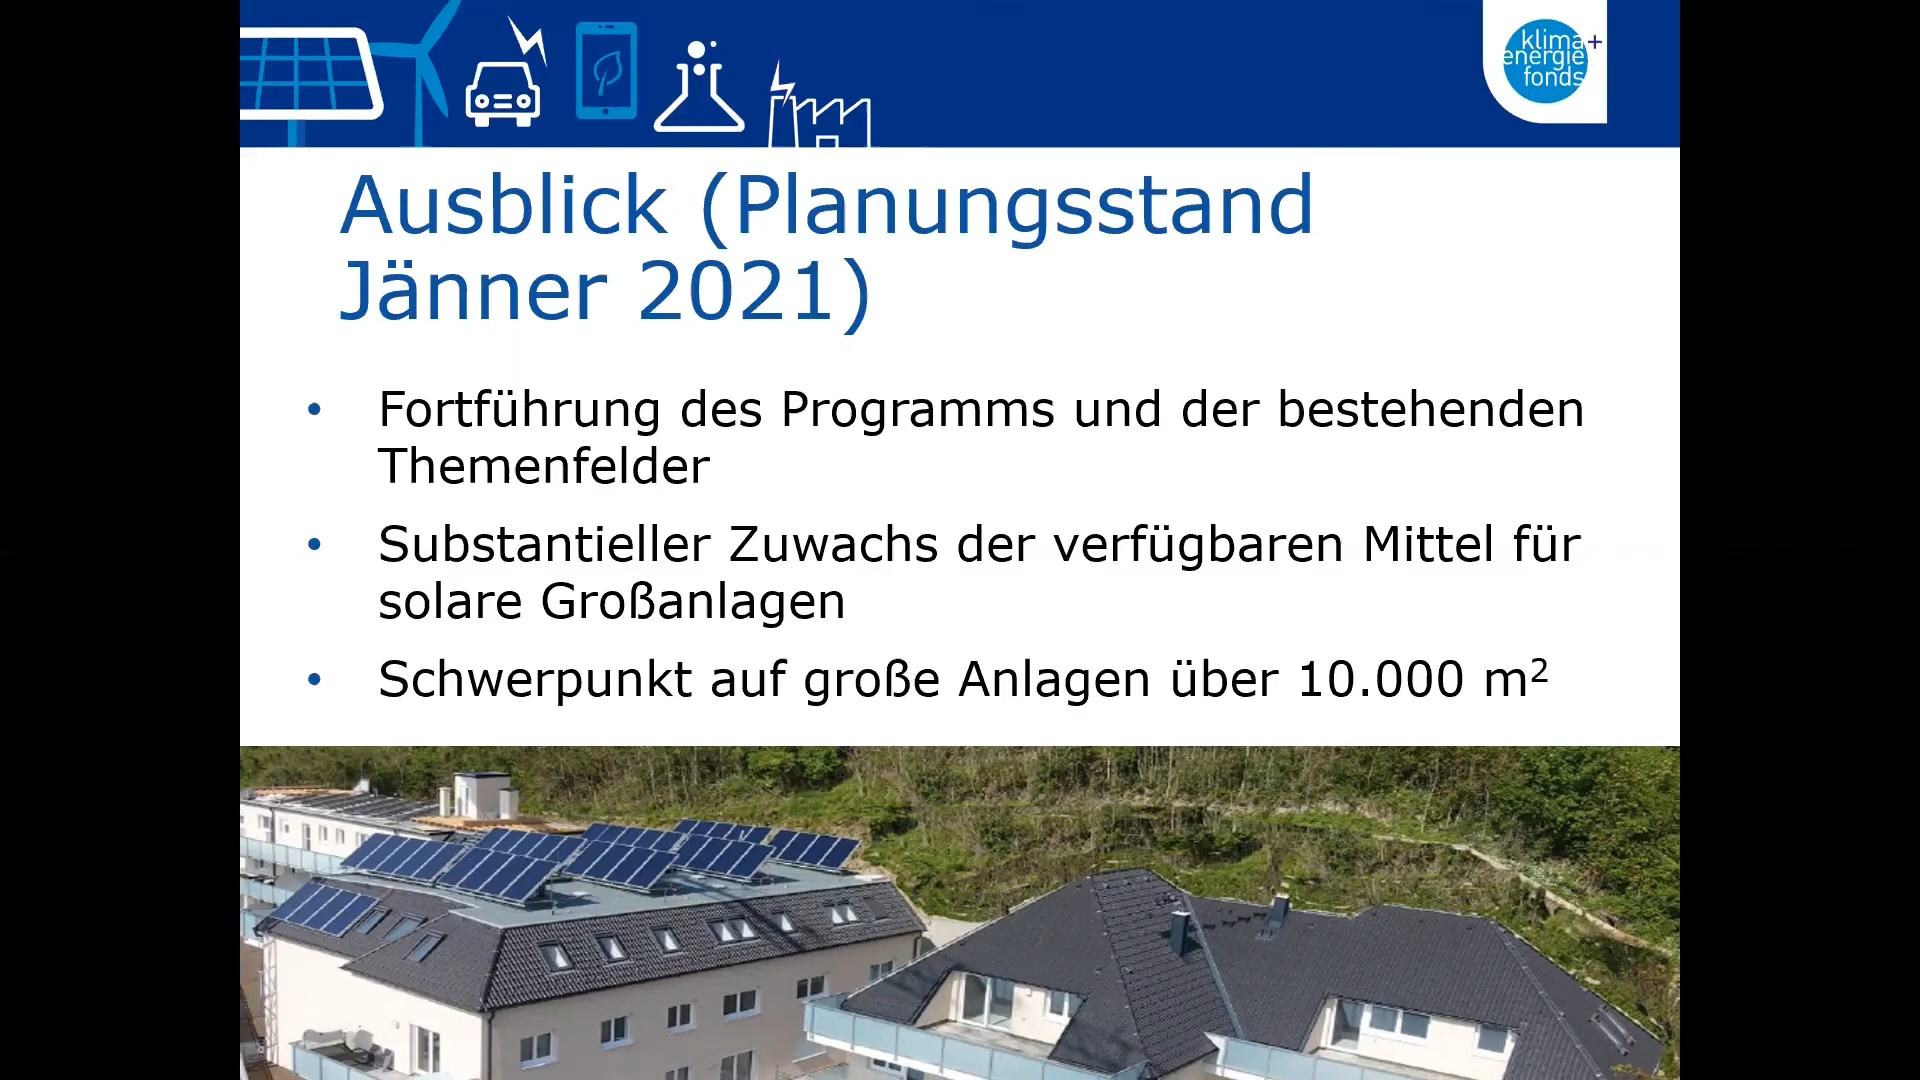 klima+
energie
fonds
Ausblick (Planungsstand
Jänner 2021)
• Fortführung des Programms und der bestehenden
Themenfelder
• Substantieller Zuwachs der verfügbaren Mittel für
solare Großanlagen
• Schwerpunkt auf große Anlagen über 10.000 m²